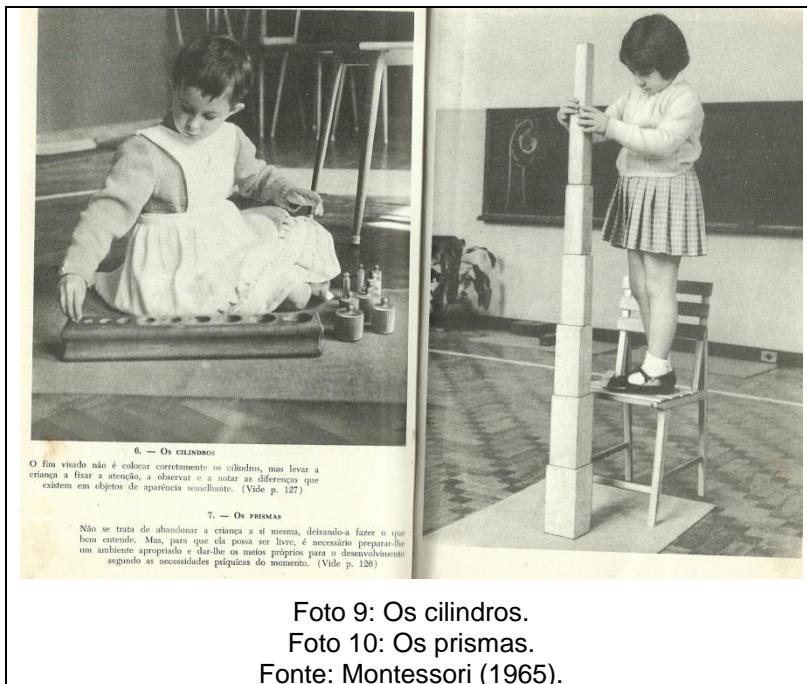 6. — Os cilindros
O fim visado não é colocar corretamente os cilindros, mas levar a
criança a fixar a atenção, a observar e a notar as diferenças que
existem em objetos de aparência semelhante. (Vide p. 127)
7. — Os prismas
Não se trata de abandonar a criança a si mesma, deixando-a fazer o que
bem entende. Mas, para que ela possa ser livre, é necessário preparar-lhe
um ambiente apropriado e dar-lhe os meios próprios para o desenvolvimento
segundo as necessidades psíquicas do momento. (Vide p. 126)
Foto 9: Os cilindros.
Foto 10: Os prismas.
Fonte: Montessori (1965).